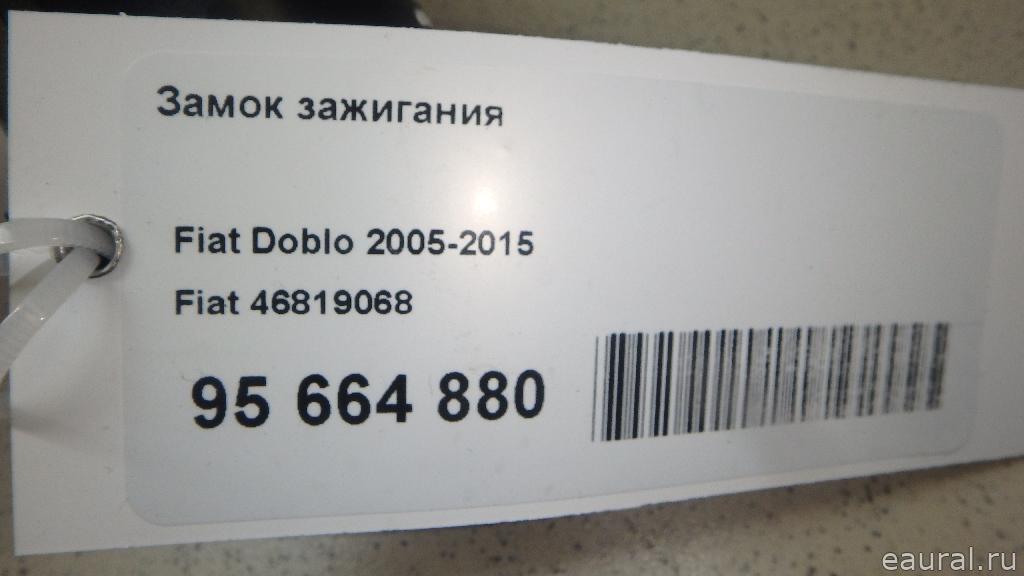 Замок зажигания
Fiat Doblo 2005-2015
Fiat 46819068
95 664 880
eaural.ru